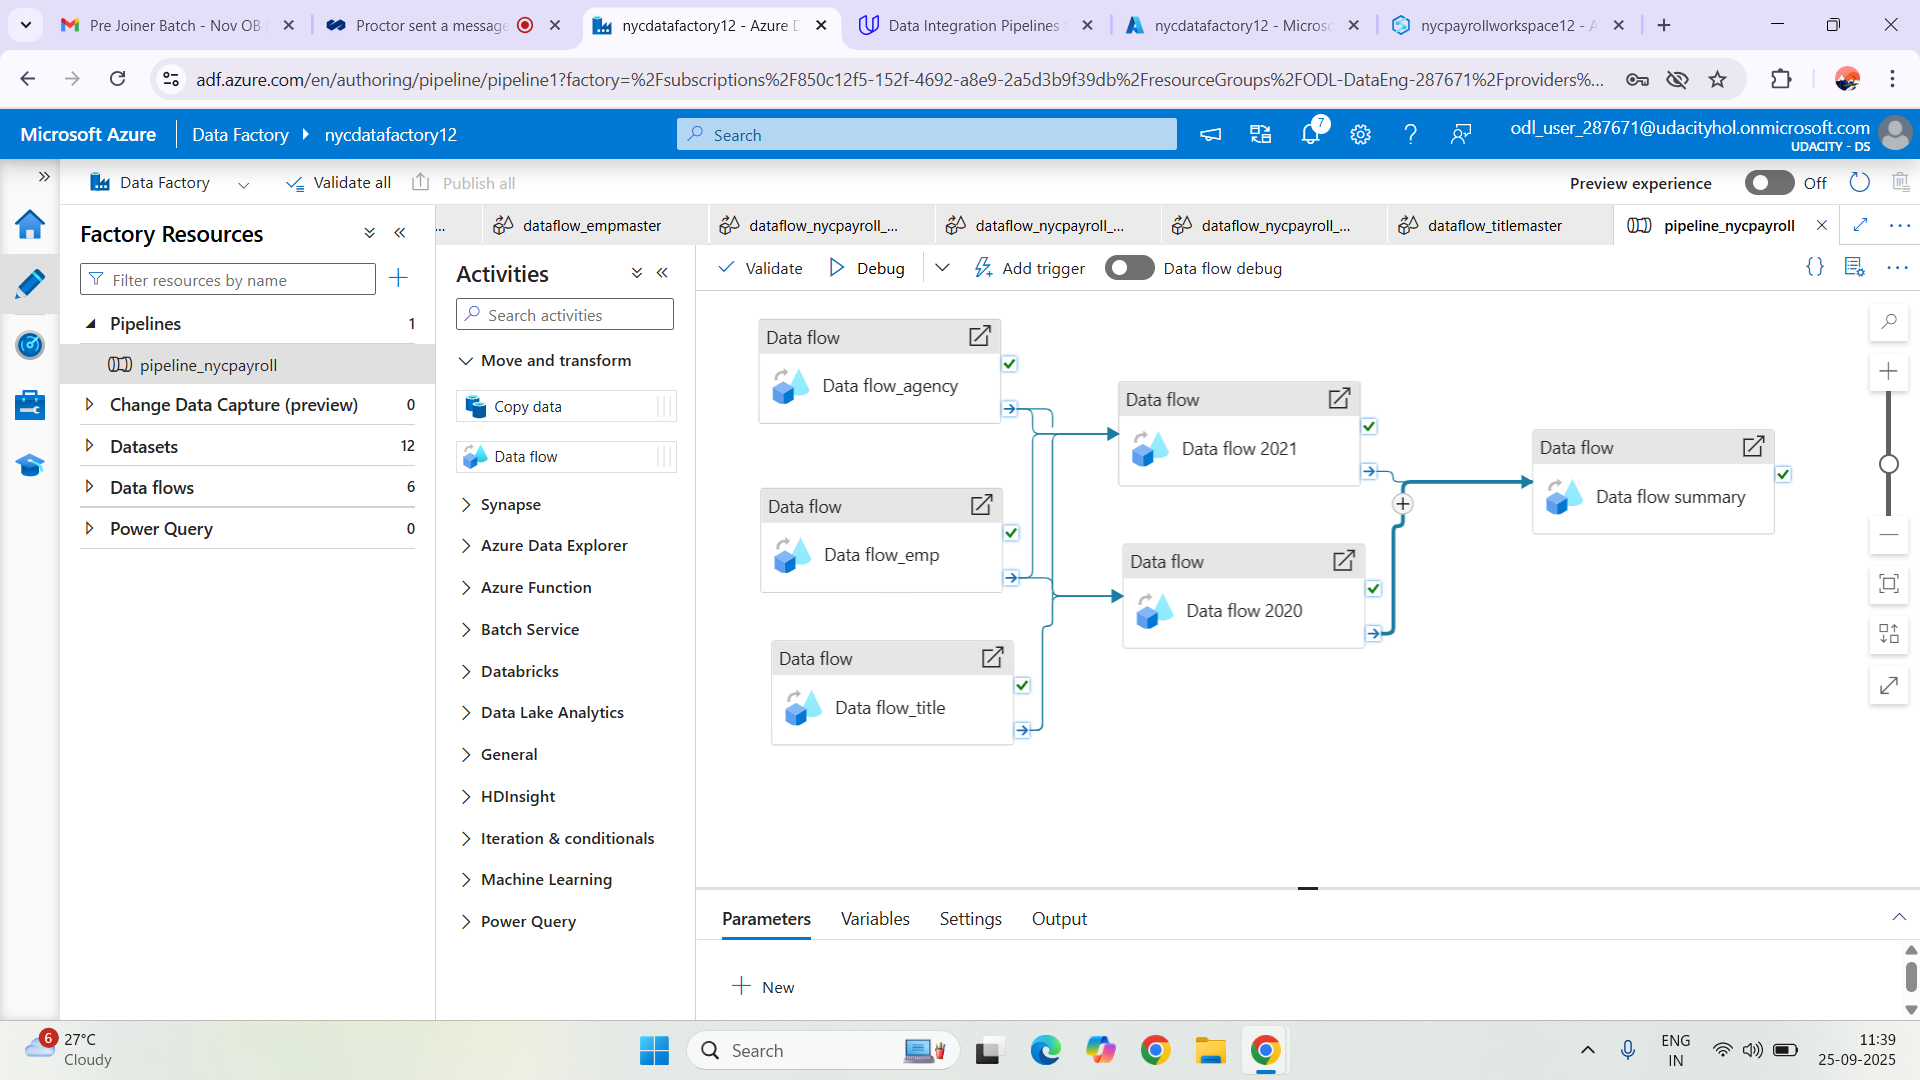 Pre Joiner Batch - Nov OB
Proctor sent a message
nycdatafactory12 - Azure D
Data Integration Pipelines
nycdatafactory12 - Micros
nycpayrollworkspace12 - A
adf.azure.com/en/authoring/pipeline/pipeline1?factory=%2Fsubscriptions%2F850c12f5-152f-4692-a8e9-2a5d3b9f39db%2FresourceGroups%2FODL-DataEng-287671%2Fproviders%...
Microsoft Azure
Data Factory
nycdatafactory12
Search
7
odl_user_287671@udacityhol.onmicrosoft.com
UDACITY - DS
Data Factory
Validate all
Publish all
Preview experience
Off
Factory Resources
Filter resources by name
Pipelines 1
pipeline_nycpayroll
Change Data Capture (preview) 0
Datasets 12
Data flows 6
Power Query 0
...
dataflow_empmaster
dataflow_nycpayroll_...
dataflow_nycpayroll_...
dataflow_nycpayroll_...
dataflow_titlemaster
pipeline_nycpayroll
Activities
Search activities
Move and transform
Copy data
Data flow
Synapse
Azure Data Explorer
Azure Function
Batch Service
Databricks
Data Lake Analytics
General
HDInsight
Iteration & conditionals
Machine Learning
Power Query
Validate
Debug
Add trigger
Data flow debug
Data flow
Data flow_agency
Data flow
Data flow_emp
Data flow
Data flow_title
Data flow
Data flow 2021
Data flow
Data flow 2020
Data flow
Data flow summary
Parameters
Variables
Settings
Output
New
6
27°C
Cloudy
Search
ENG
IN
11:39
25-09-2025